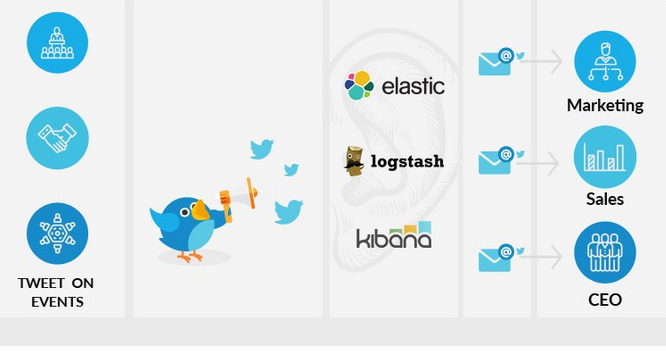 TWEET ON
EVENTS
elastic
logstash
kibana
@
@
@
Marketing
Sales
CEO